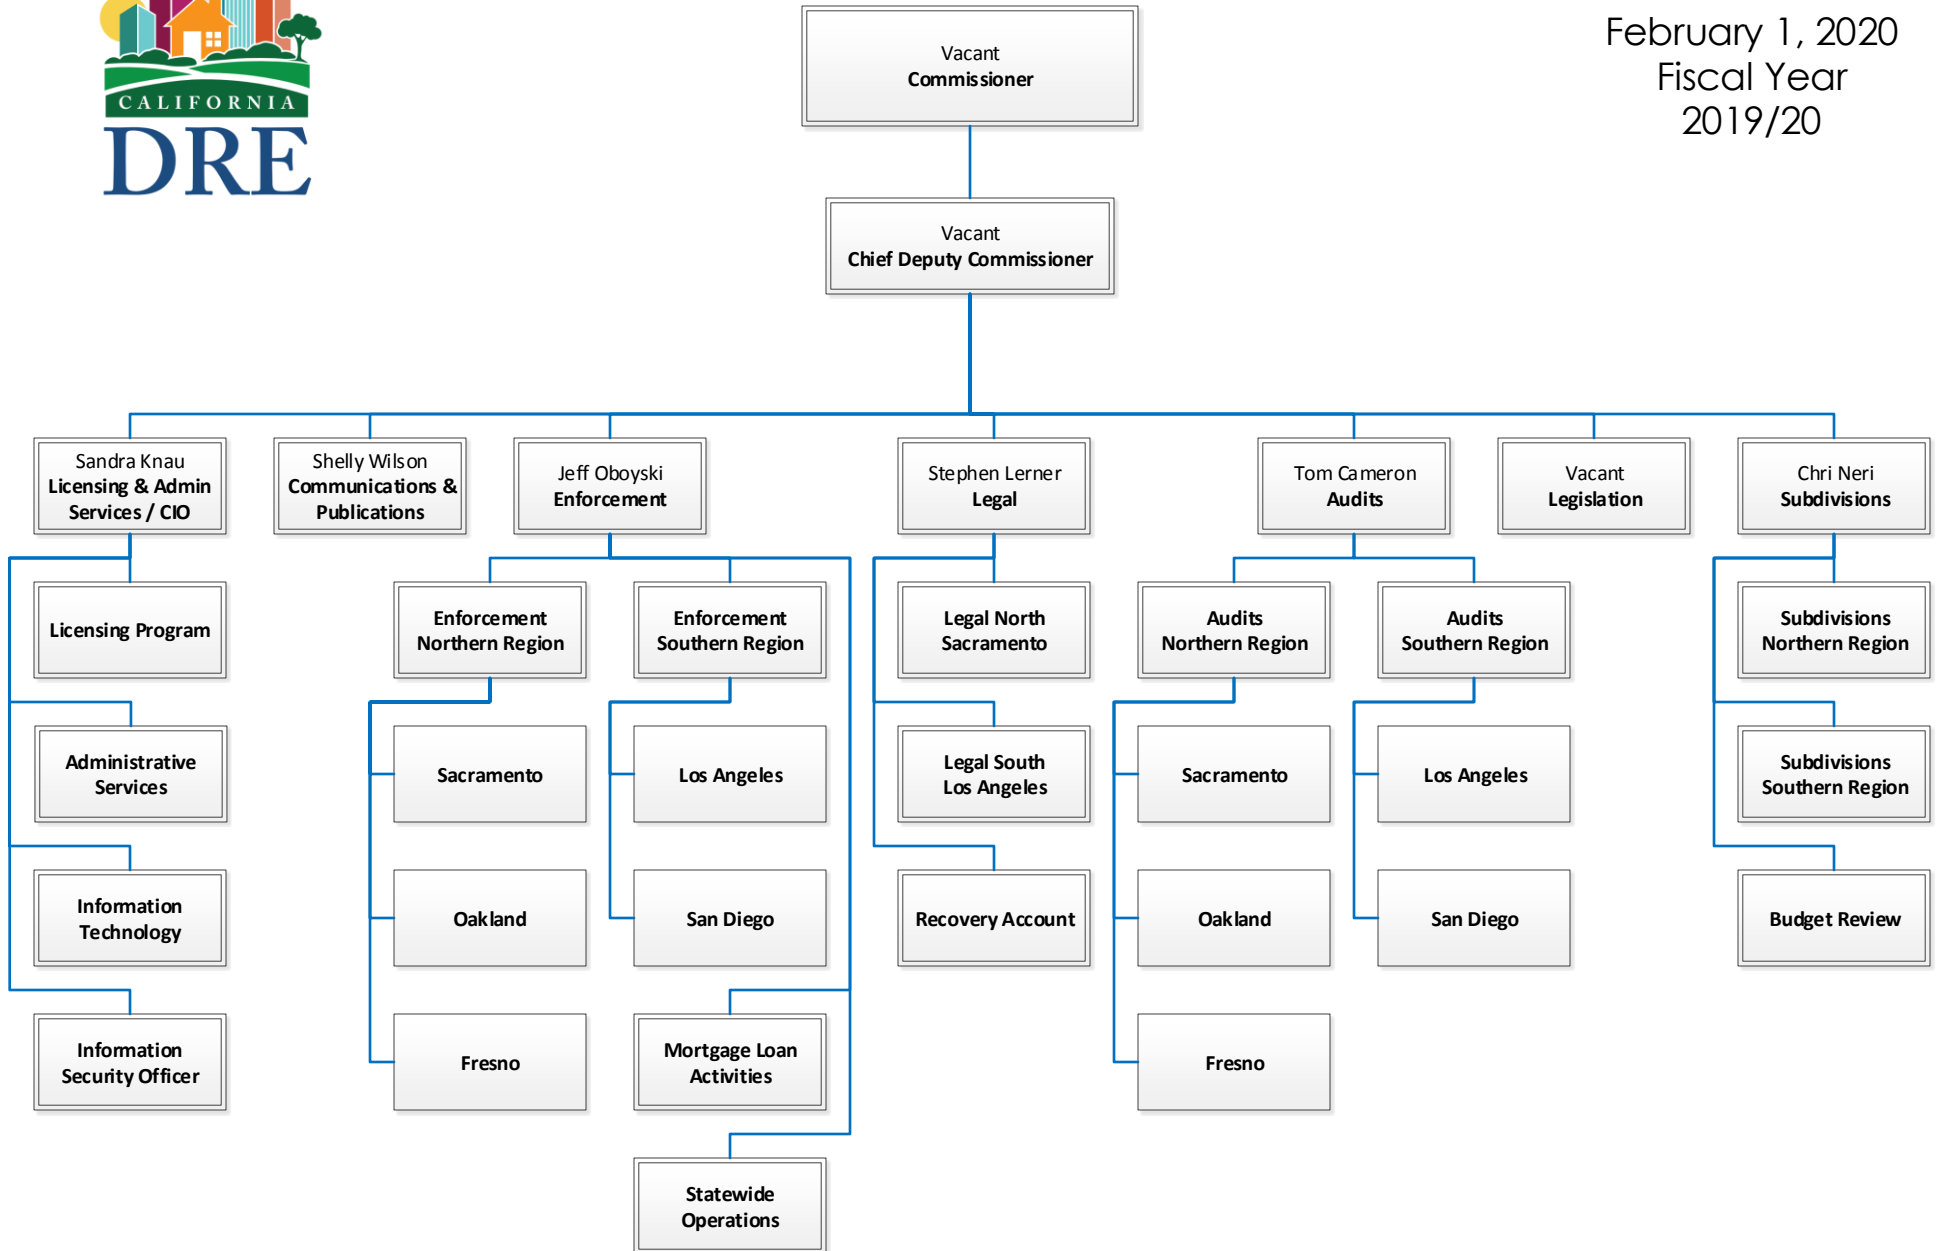 CALIFORNIA
DRE
February 1, 2020
Fiscal Year
2019/20
Vacant
Commissioner
Vacant
Chief Deputy Commissioner
Sandra Knau
Licensing & Admin
Services / CIO
Shelly Wilson
Communications &
Publications
Jeff Oboyski
Enforcement
Stephen Lerner
Legal
Tom Cameron
Audits
Vacant
Legislation
Chri Neri
Subdivisions
Licensing Program
Enforcement
Northern Region
Enforcement
Southern Region
Legal North
Sacramento
Audits
Northern Region
Audits
Southern Region
Subdivisions
Northern Region
Administrative
Services
Sacramento
Los Angeles
Legal South
Los Angeles
Sacramento
Los Angeles
Subdivisions
Southern Region
Information
Technology
Oakland
San Diego
Recovery Account
Oakland
San Diego
Budget Review
Information
Security Officer
Fresno
Mortgage Loan
Activities
Fresno
Statewide
Operations